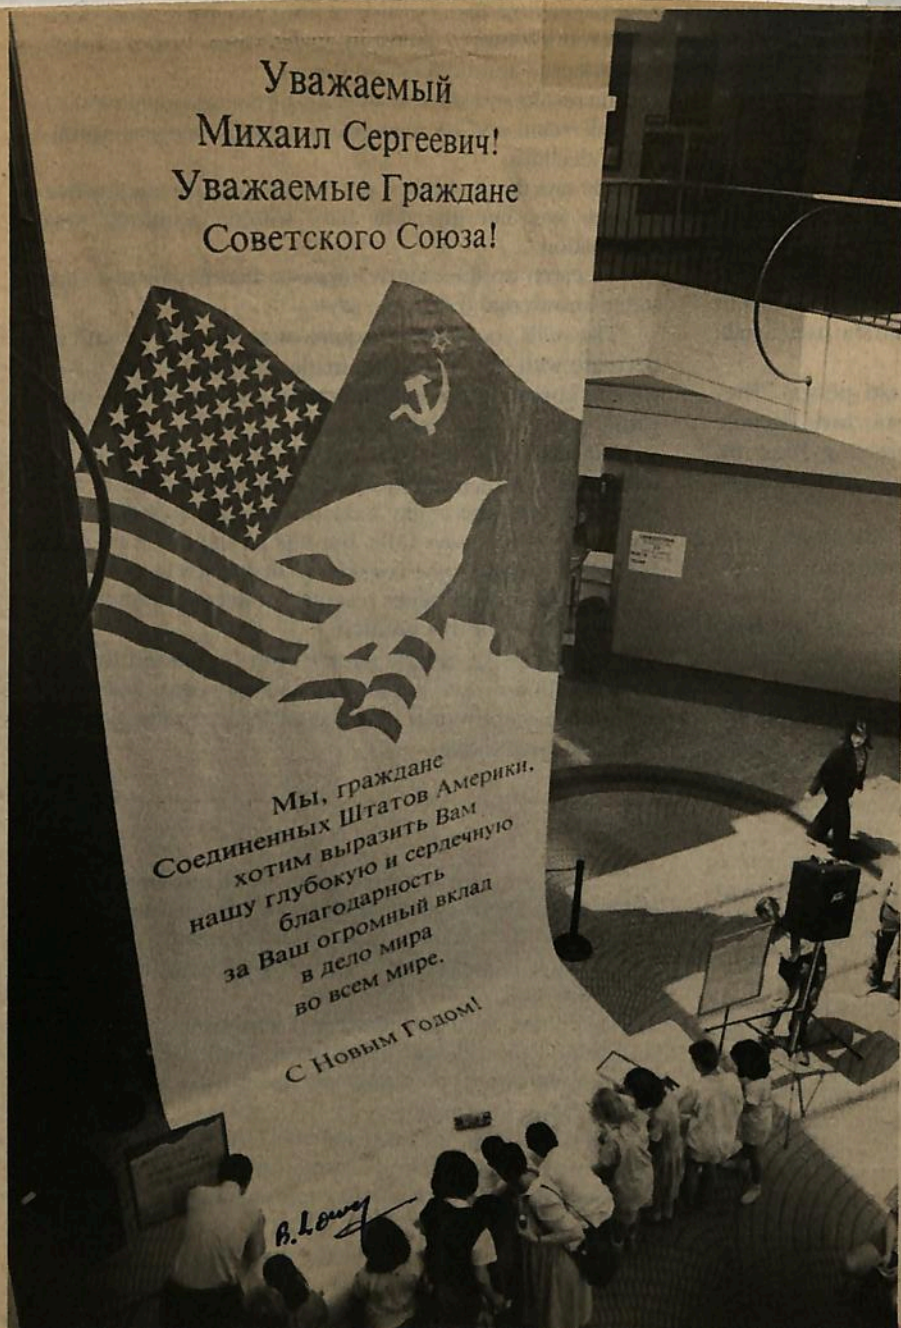 Уважаемый
Михаил Сергеевич!
Уважаемые Граждане
Советского Союза!
Мы, граждане
Соединенных Штатов Америки,
хотим выразить Вам
нашу глубокую и сердечную
благодарность
за Ваш огромный вклад
в дело мира
во всем мире.
С Новым Годом!